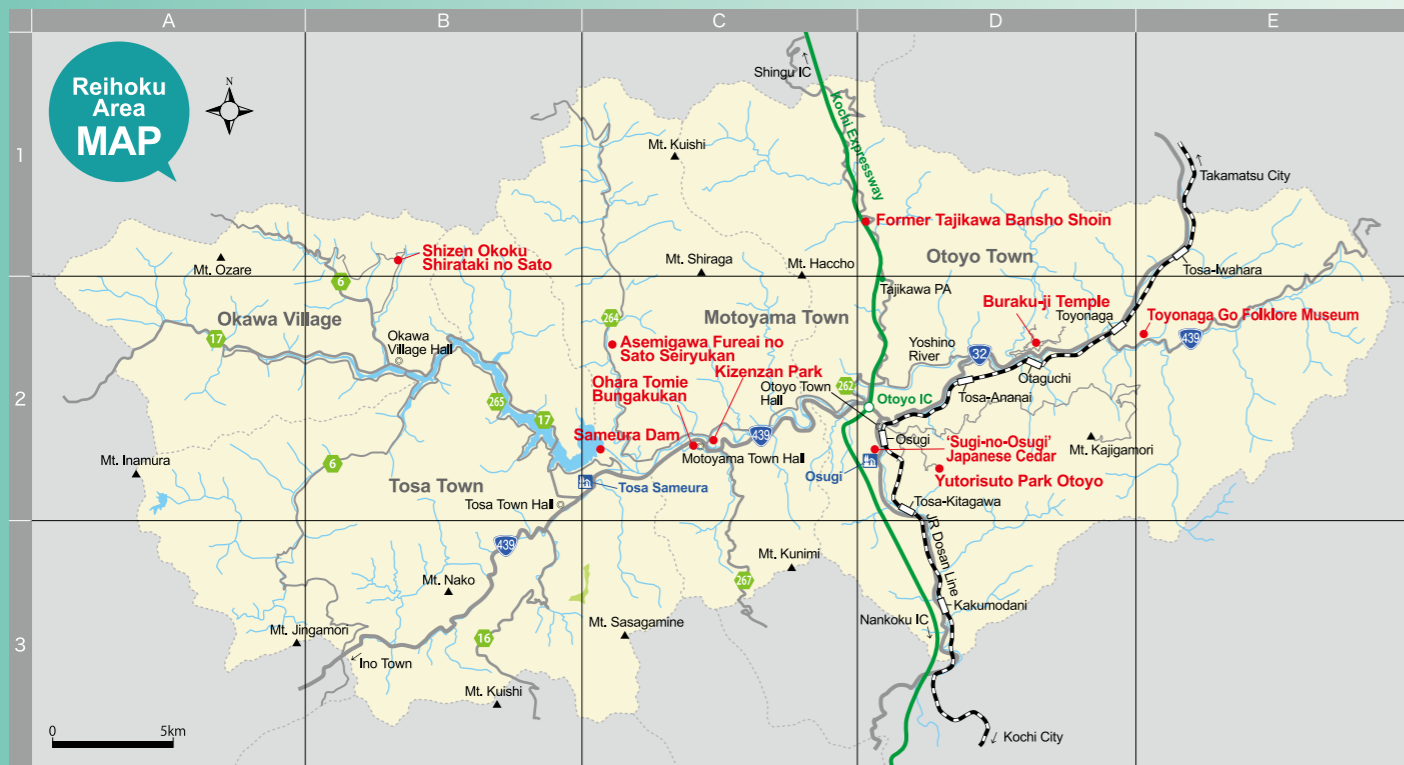 A
B
C
D
E
1
2
3
Reihoku
Area
MAP
N
Shingu IC
Kochi Expressway
Mt. Kuishi
Takamatsu City
Former Tajikawa Bansho Shoin
Shizen Okoku
Shirataki no Sato
Mt. Ozare
Mt. Shiraga
Mt. Haccho
Otoyo Town
Tosa-Iwahara
6
Tajikawa PA
Buraku-ji Temple
Toyonaga
Toyonaga Go Folklore Museum
Okawa Village
264
Motoyama Town
17
Okawa
Village Hall
Asemigawa Fureai no
Sato Seiryukan
Yoshino
River
32
439
Otaguchi
Kizenzan Park
Ohara Tomie
Bungakukan
Otoyo Town
Hall
262
Tosa-Ananai
265
17
Otoyo IC
439
Osugi
Sameura Dam
Motoyama Town Hall
'Sugi-no-Osugi'
Japanese Cedar
Mt. Kajigamori
Mt. Inamura
6
Osugi
Yutorisuto Park Otoyo
Tosa Town
Tosa Sameura
Tosa Town Hall
Tosa-Kitagawa
439
JR Dosan Line
Mt. Kunimi
267
Mt. Nako
Kakumodani
Nankoku IC
Mt. Jingamori
16
Mt. Sasagamine
Ino Town
Mt. Kuishi
0
5km
Kochi City